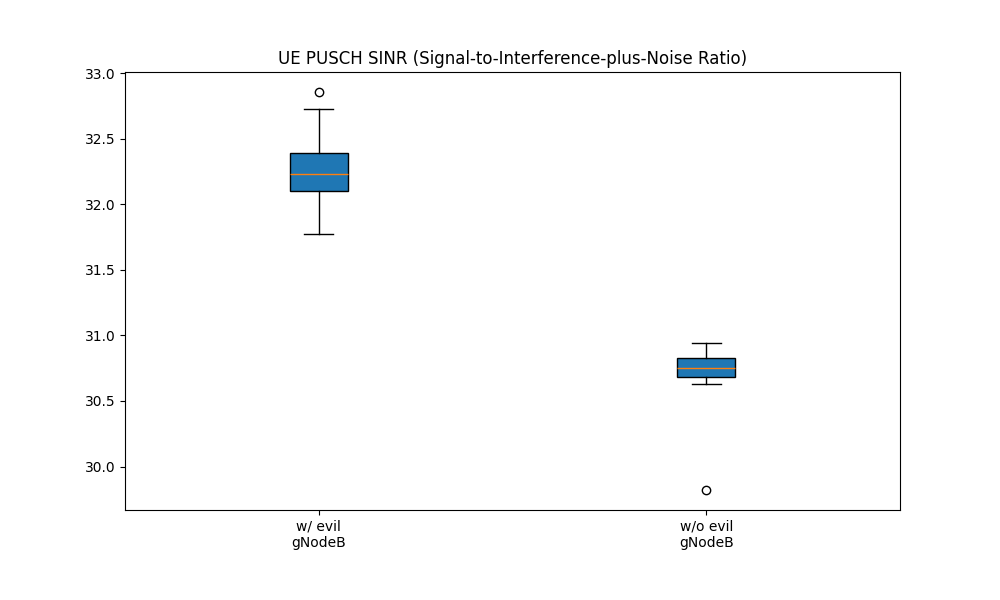 UE PUSCH SINR (Signal-to-Interference-plus-Noise Ratio)
33.0
32.5
32.0
31.5
31.0
30.5
30.0
w/ evil
gNodeB
w/o evil
gNodeB